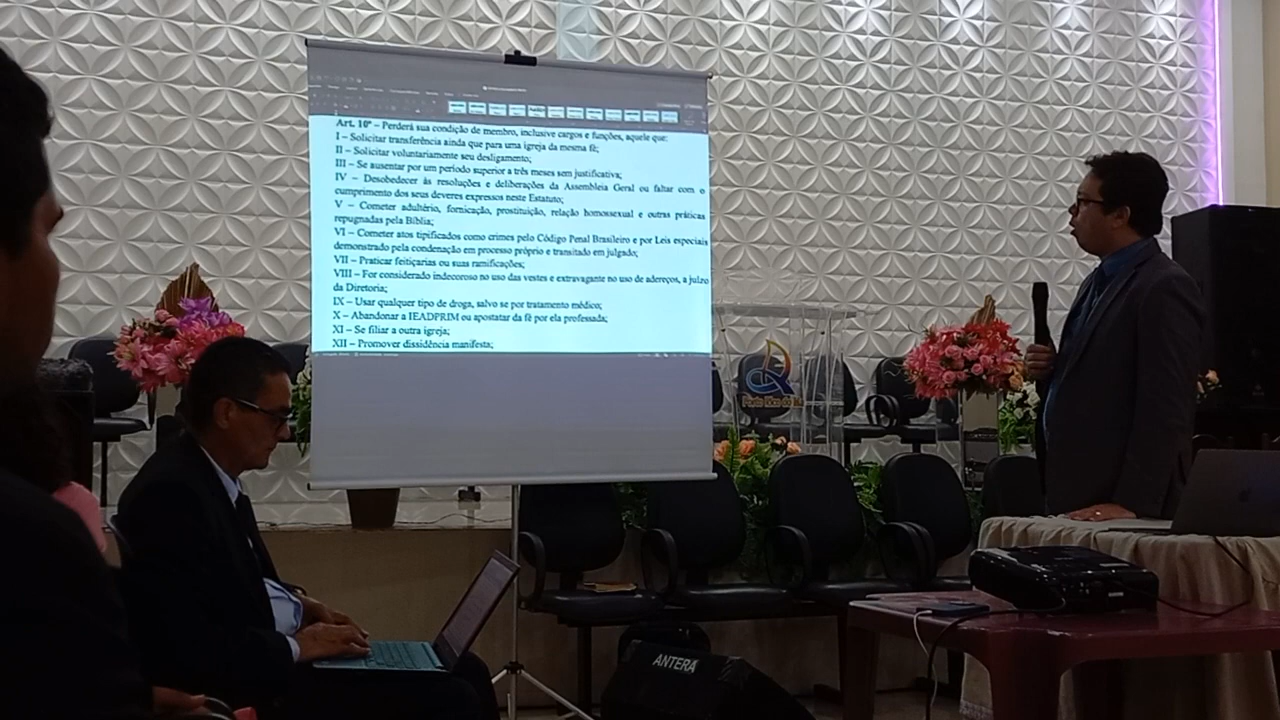 Art. 10º – Perderá sua condição de membro, inclusive cargos e funções, aquele que:
I – Solicitar transferência ainda que para uma igreja da mesma fé;
II – Solicitar voluntariamente seu desligamento;
III – Se ausentar por um período superior a três meses sem justificativa;
IV – Desobedecer às resoluções e deliberações da Assembleia Geral ou faltar com o
cumprimento dos seus deveres expressos neste Estatuto;
V – Cometer adultério, fornicação, prostituição, relação homossexual e outras práticas
repugnadas pela Bíblia;
VI – Cometer atos tipificados como crimes pelo Código Penal Brasileiro e por Leis especiais
demonstrado pela condenação em processo próprio e transitado em julgado;
VII – Praticar feitiçarias ou suas ramificações;
VIII – For considerado indecoroso no uso das vestes e extravagante no uso de adereços, a juízo
da Diretoria;
IX – Usar qualquer tipo de droga, salvo se por tratamento médico;
X – Abandonar a IEADPRIM ou apostatar da fé por ela professada;
XI – Se filiar a outra igreja;
XII – Promover dissidência manifesta;
ANTERA